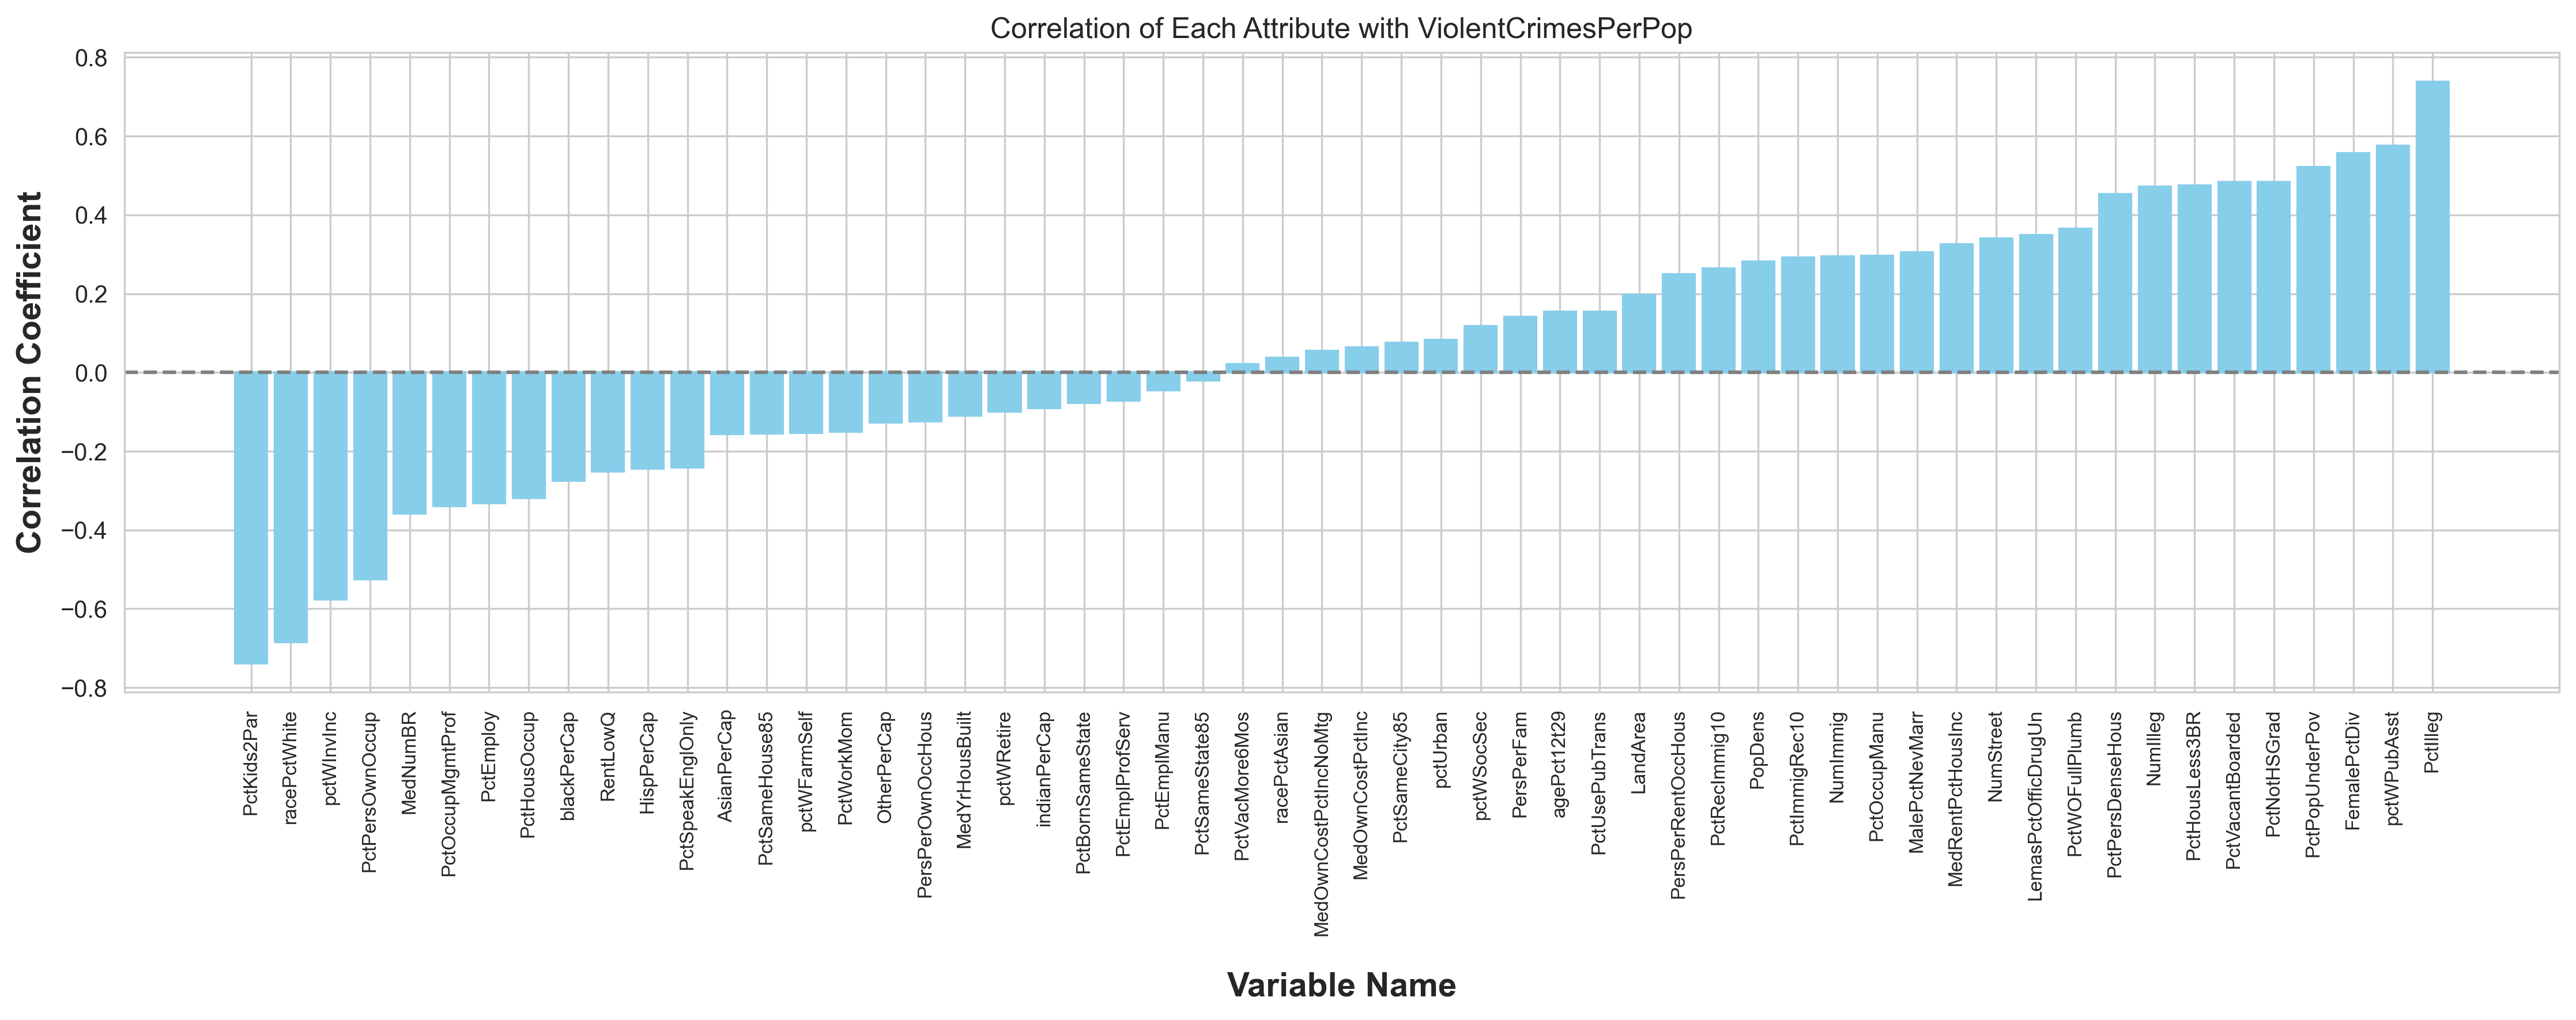 Correlation of Each Attribute with ViolentCrimesPerPop
Correlation Coefficient
0.8
0.6
0.4
0.2
0.0
−0.2
−0.4
−0.6
−0.8
PctKids2Par
racePctWhite
pctWInvInc
PctPersOwnOccup
MedNumBR
PctOccupMgmtProf
PctEmploy
PctHousOccup
blackPerCap
RentLowQ
HispPerCap
PctSpeakEnglOnly
AsianPerCap
PctSameHouse85
pctWFarmSelf
PctWorkMom
OtherPerCap
PersPerOwnOccHous
MedYrHousBuilt
pctWRetire
indianPerCap
PctBornSameState
PctEmplProfServ
PctEmplManu
PctSameState85
PctVacMore6Mos
racePctAsian
MedOwnCostPctIncNoMtg
MedOwnCostPctInc
PctSameCity85
pctUrban
pctWSocSec
PersPerFam
agePct12t29
PctUsePubTrans
LandArea
PersPerRentOccHous
PctRecImmig10
PopDens
PctImmigRec10
NumImmig
PctOccupManu
MalePctNevMarr
MedRentPctHousInc
NumStreet
LemasPctOfficDrugUn
PctWOFullPlumb
PctPersDenseHous
NumIlleg
PctHousLess3BR
PctVacantBoarded
PctNotHSGrad
PctPopUnderPov
FemalePctDiv
pctWPubAsst
PctIlleg
Variable Name